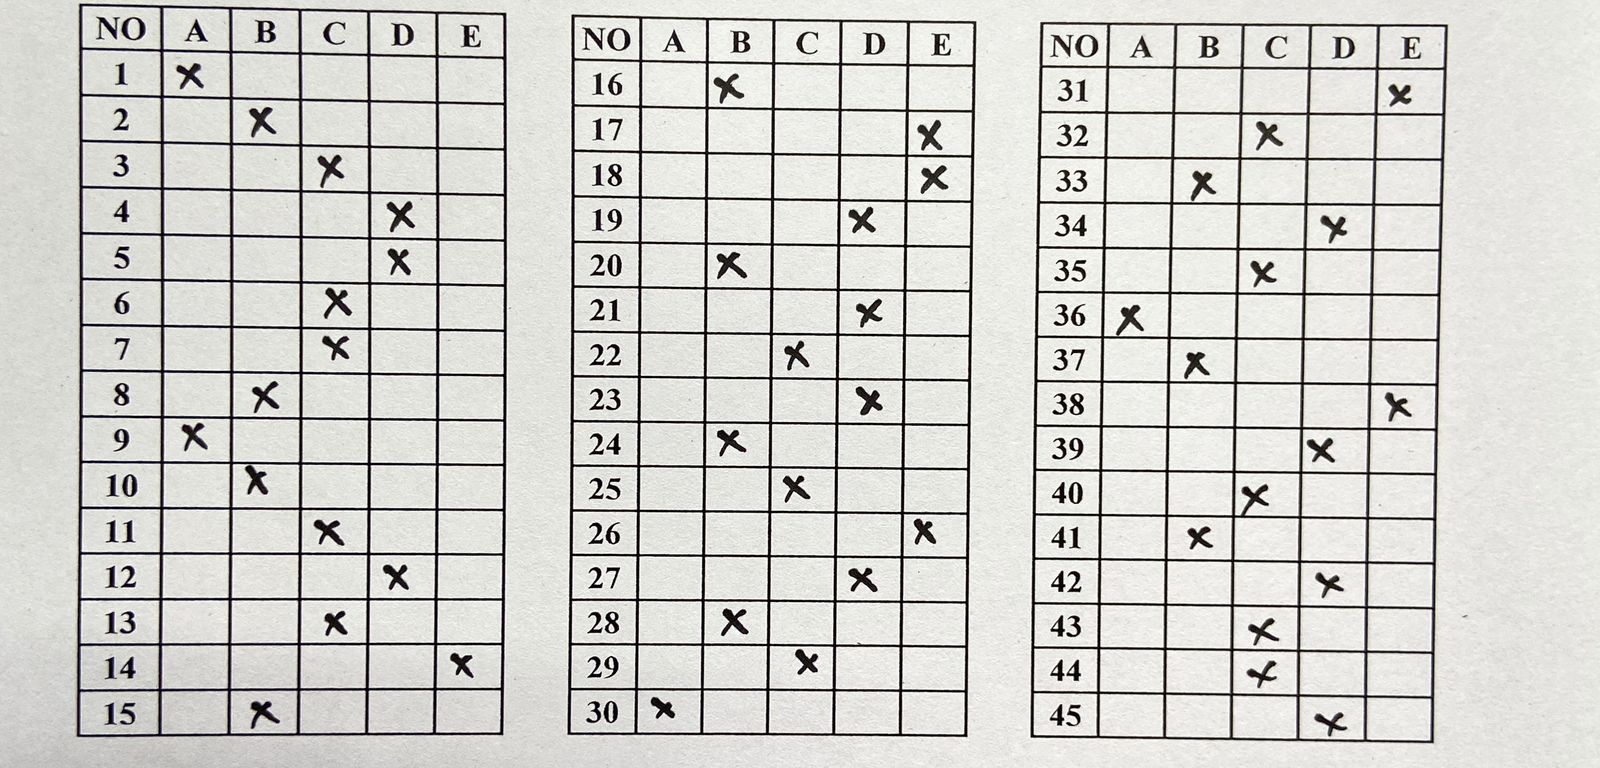 NO A B C D E
1 X
2 X
3 X
4 X
5 X
6 X
7 X
8 X
9 X
10 X
11 X
12 X
13 X
14 X
15 X
NO A B C D E
16 X
17 X
18 X
19 X
20 X
21 X
22 X
23 X
24 X
25 X
26 X
27 X
28 X
29 X
30 X
NO A B C D E
31 X
32 X
33 X
34 X
35 X
36 X
37 X
38 X
39 X
40 X
41 X
42 X
43 X
44 X
45 X